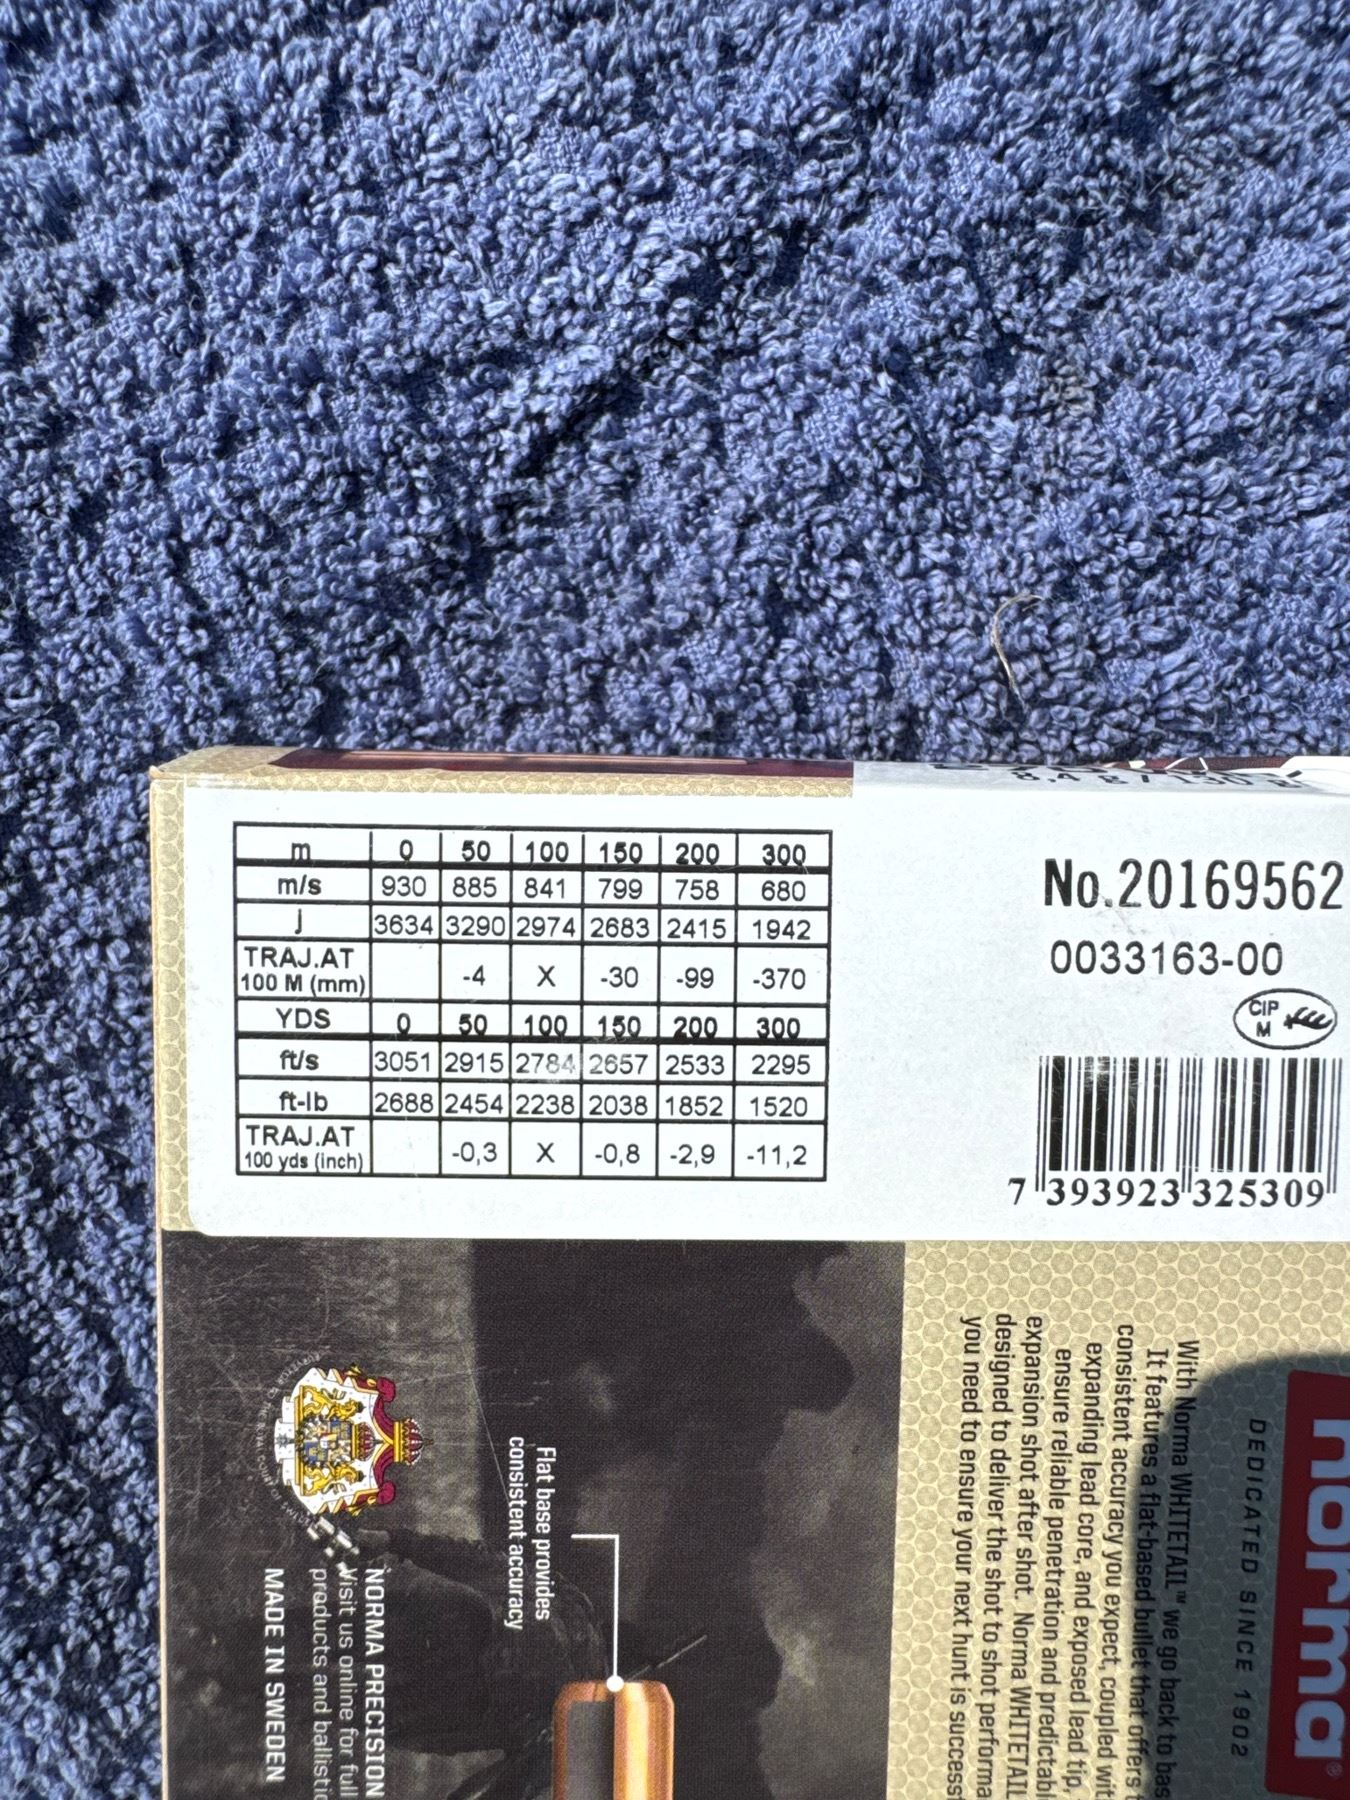 8,4 g / 130 gr
m 0 50 100 150 200 300
m/s 930 885 841 799 758 680
J 3634 3290 2974 2683 2415 1942
TRAJ.AT
100 M (mm) -4 X -30 -99 -370
YDS 0 50 100 150 200 300
ft/s 3051 2915 2784 2657 2533 2295
ft-lb 2688 2454 2238 2038 1852 1520
TRAJ.AT
100 yds (inch) -0,3 X -0,8 -2,9 -11,2
No.20169562
0033163-00
CIP
M
7 393923 325309
norma
DEDICATED SINCE 1902
With Norma WHITETAIL™ we go back to
It features a flat-based bullet that offers
consistent accuracy you expect, coupled
expanding lead core, and exposed lead tip,
ensure reliable penetration and
expansion shot after shot. Norma WHITETAIL
designed to deliver the shot to shot
you need to ensure your next hunt is
Flat base provides
consistent accuracy
NORMA PRECISION
Visit us online for full
products and
MADE IN SWEDEN